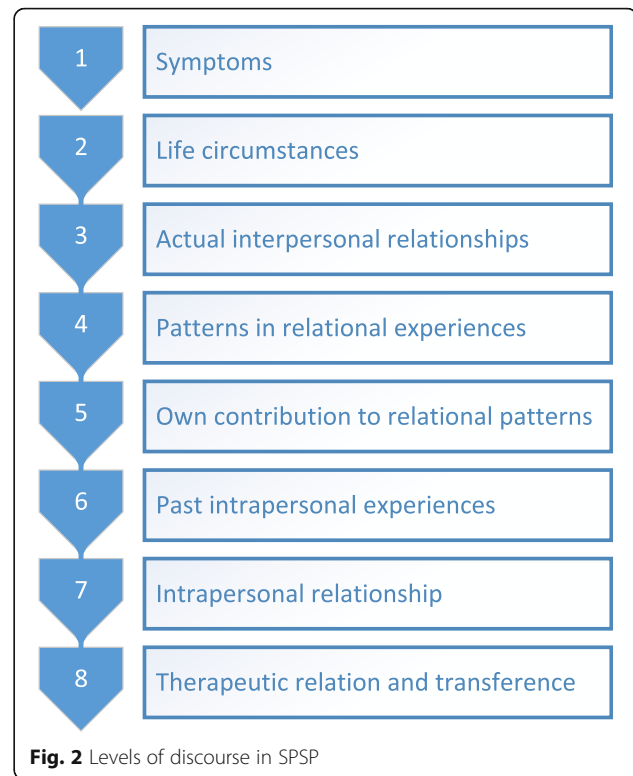 1
Symptoms
2
Life circumstances
3
Actual interpersonal relationships
4
Patterns in relational experiences
5
Own contribution to relational patterns
6
Past intrapersonal experiences
7
Intrapersonal relationship
8
Therapeutic relation and transference
Fig. 2 Levels of discourse in SPSP